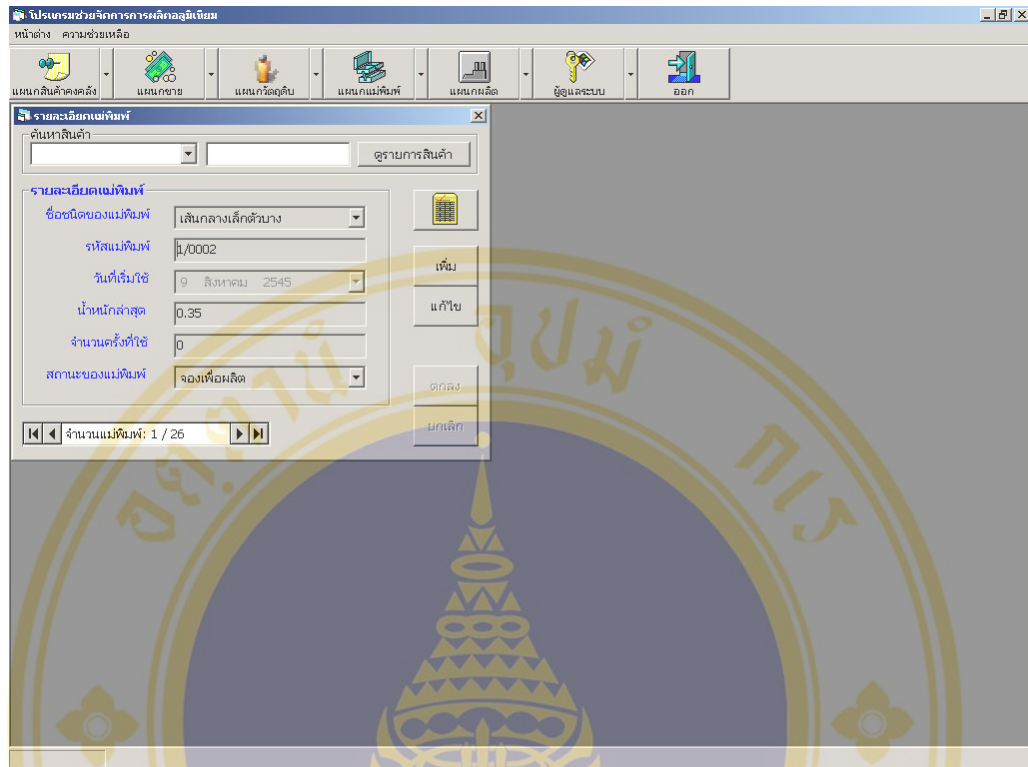 โปรแกรมช่วยจัดการการผลิตอลูมิเนียม
หน้าต่าง ความช่วยเหลือ
แผนกสินค้าคงคลัง แผนกขาย แผนกวัตถุดิบ แผนกแม่พิมพ์ แผนกผลิต ผู้ดูแลระบบ ออก
รายละเอียดแม่พิมพ์
ค้นหาสินค้า
ดูรายการสินค้า
รายละเอียดแม่พิมพ์
ชื่อชนิดของแม่พิมพ์ เส้นกลางเล็กตัวบาง
รหัสแม่พิมพ์ 1/0002
เพิ่ม
วันที่เริ่มใช้ 9 สิงหาคม 2545
น้ำหนักล่าสุด 0.35
แก้ไข
จำนวนครั้งที่ใช้ 0
สถานะของแม่พิมพ์ จองเพื่อผลิต
ตกลง
จำนวนแม่พิมพ์: 1 / 26
ยกเลิก
อตฺตานํ อุปมํ กเร